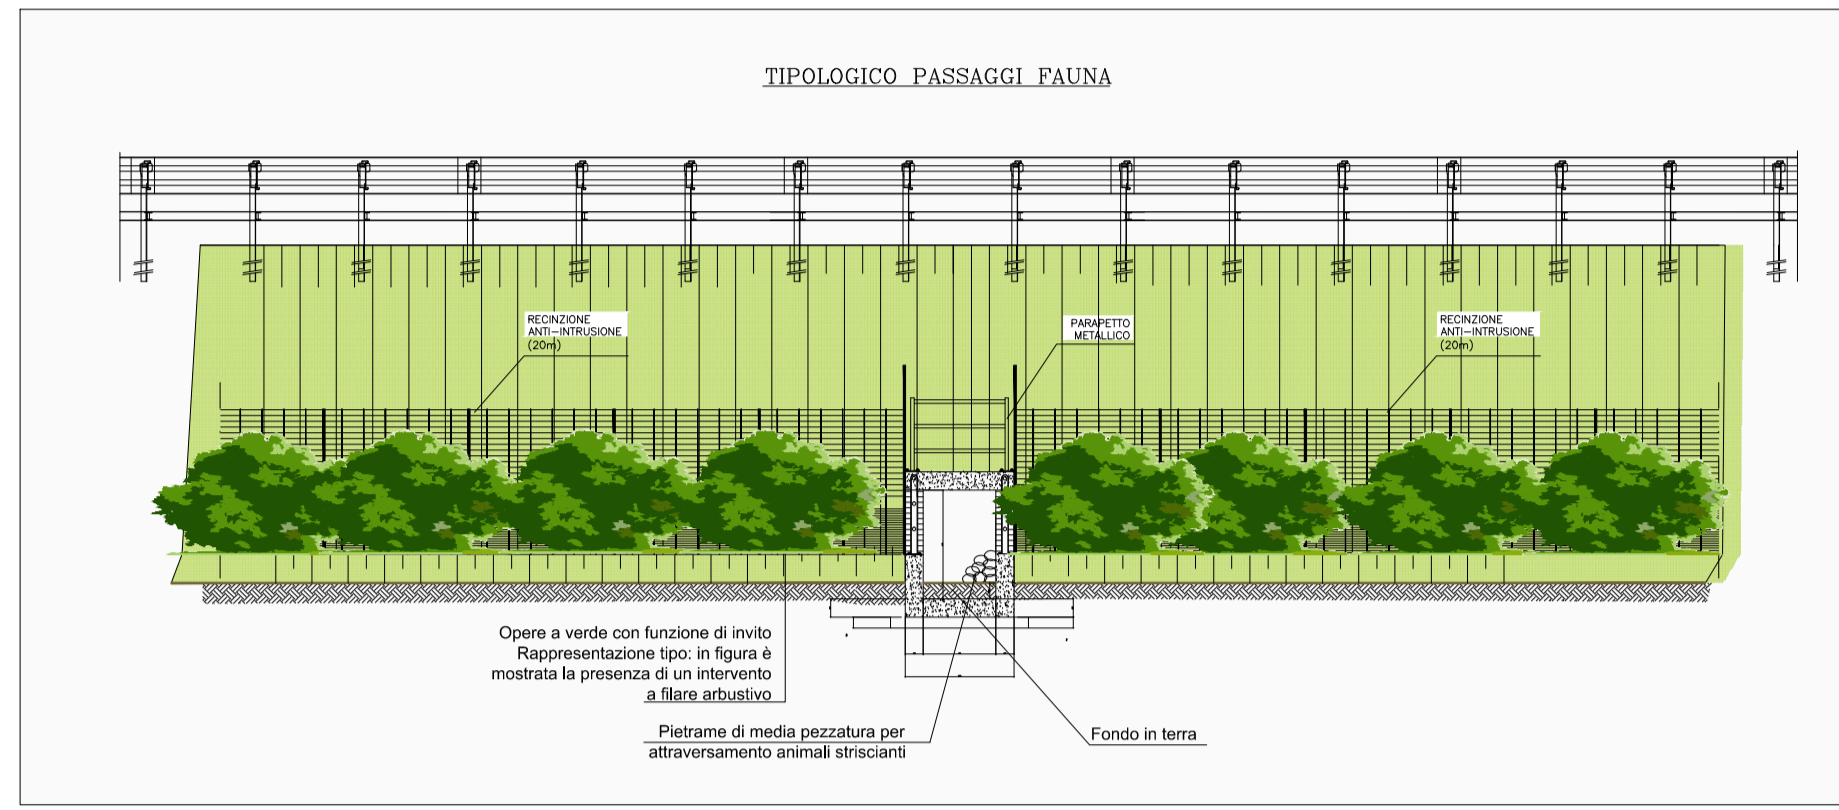 TIPOLOGICO PASSAGGI FAUNA
RECINZIONE
ANTI-INTRUSIONE
(20m)
PARAPETTO
METALLICO
RECINZIONE
ANTI-INTRUSIONE
(20m)
Opere a verde con funzione di invito
Rappresentazione tipo: in figura è
mostrata la presenza di un intervento
a filare arbustivo
Pietrame di media pezzatura per
attraversamento animali striscianti
Fondo in terra